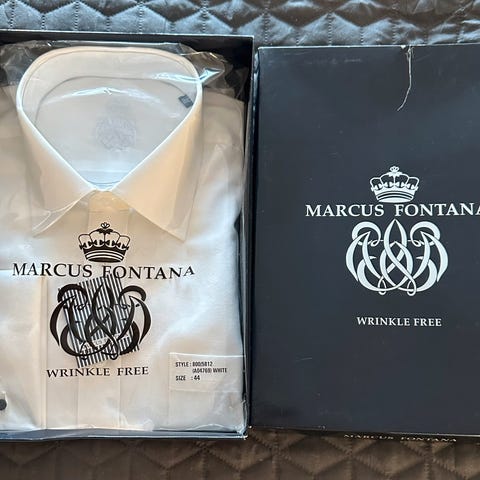 MARCUS FONTANA
WRINKLE FREE
STYLE : 800/5812
(A04769) WHITE
SIZE : 44
MARCUS FONTANA
WRINKLE FREE
MARCUS FONTANA